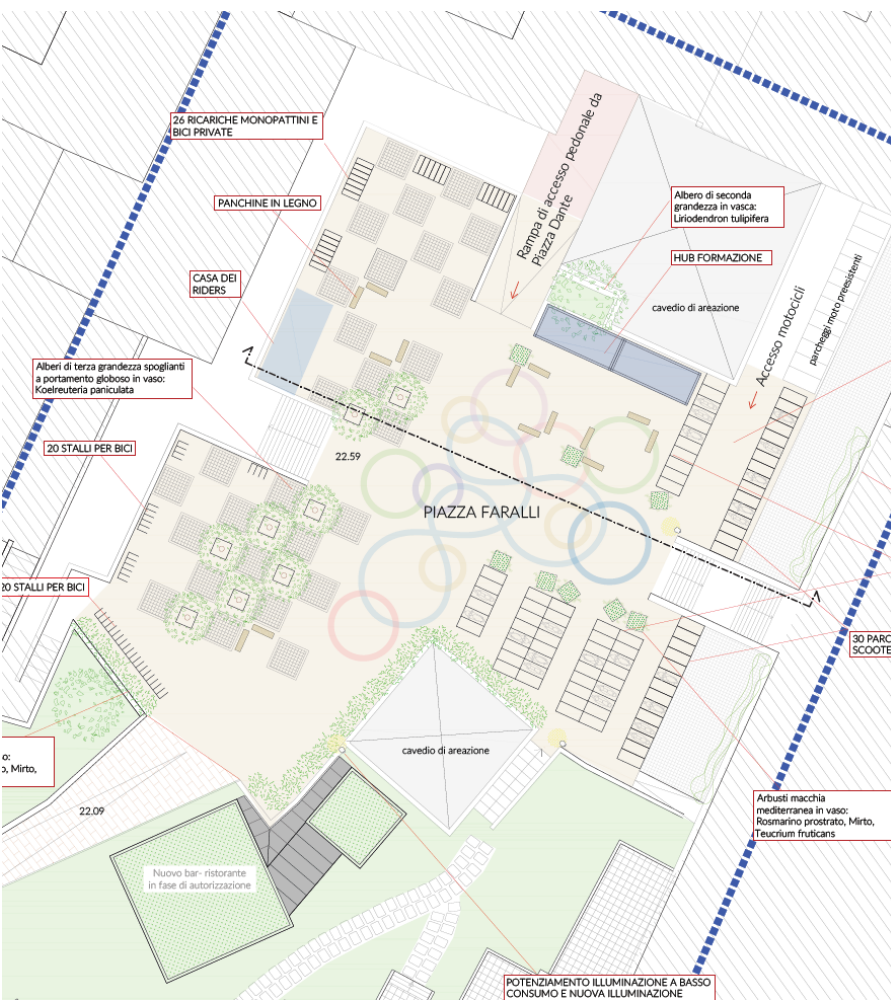 26 RICARICHE MONOPATTINI E
BICI PRIVATE
PANCHINE IN LEGNO
CASA DEI
RIDERS
Rampa di accesso pedonale da
Piazza Dante
Albero di seconda
grandezza in vasca:
Liriodendron tulipifera
HUB FORMAZIONE
cavedio di areazione
Accesso motocicli
parcheggi moto preesistenti
Alberi di terza grandezza spoglianti
a portamento globoso in vaso:
Koelreuteria paniculata
20 STALLI PER BICI
22.59
PIAZZA FARALLI
20 STALLI PER BICI
30 PARC
SCOOTE
cavedio di areazione
o, Mirto,
22.09
Arbusti macchia
mediterranea in vaso:
Rosmarino prostrato, Mirto,
Teucrium fruticans
Nuovo bar- ristorante
in fase di autorizzazione
POTENZIAMENTO ILLUMINAZIONE A BASSO
CONSUMO E NUOVA ILLUMINAZIONE